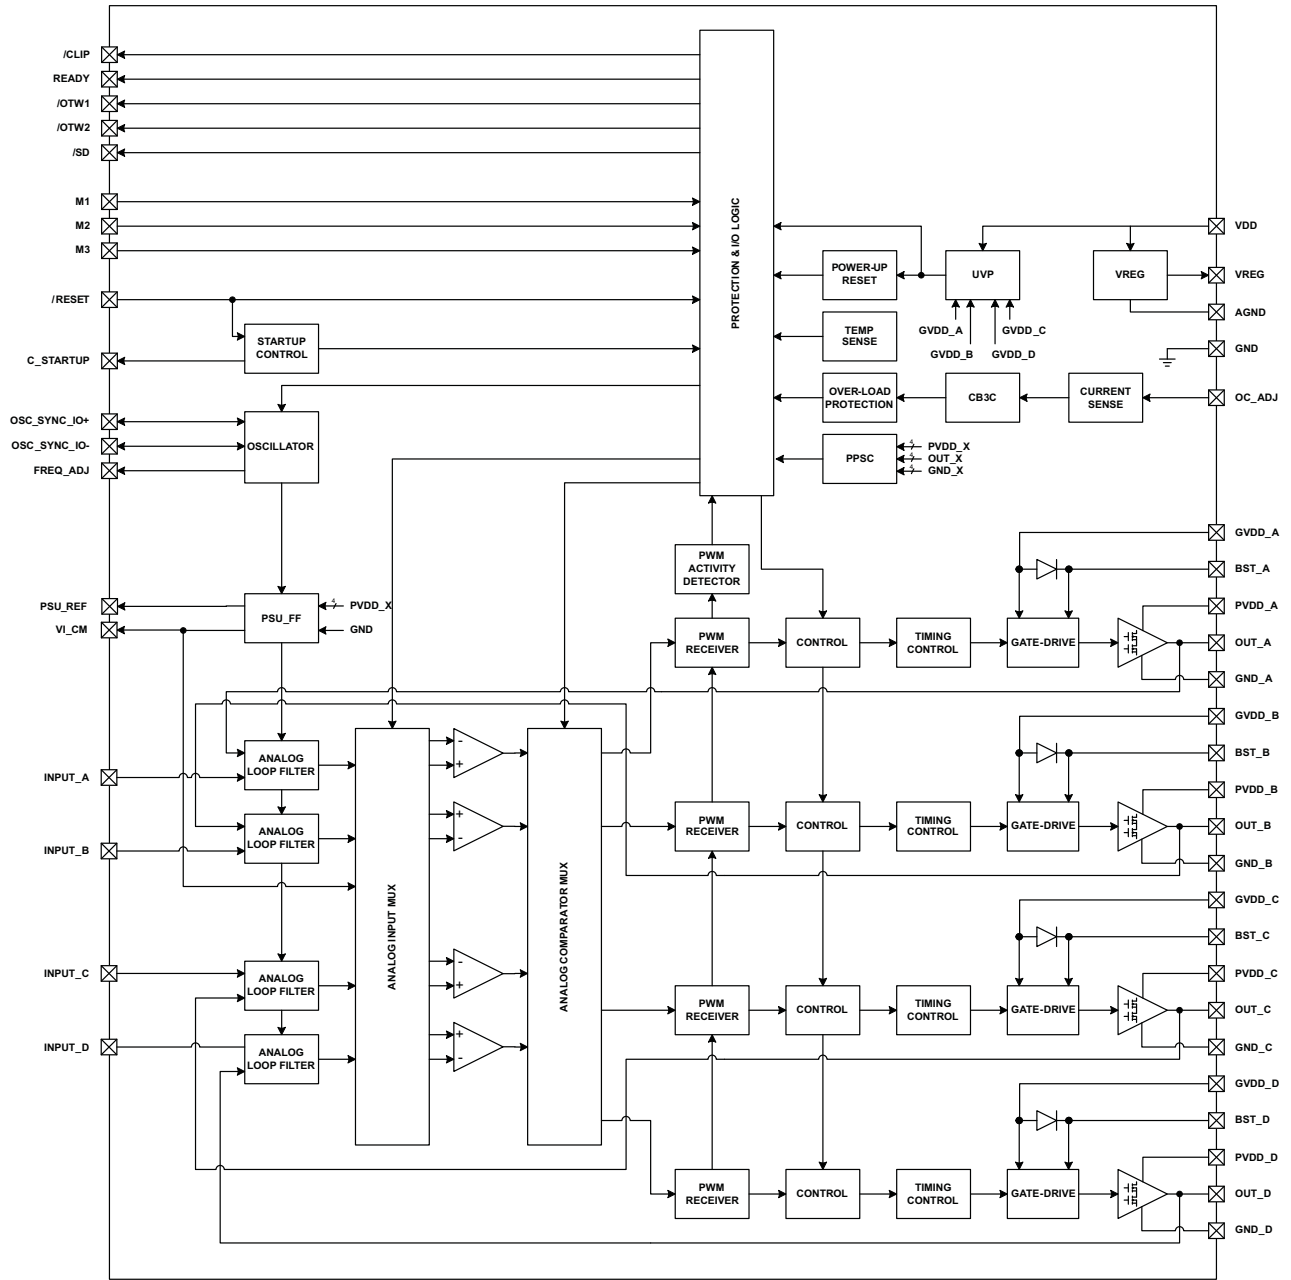 /CLIP
READY
/OTW1
/OTW2
/SD
M1
M2
M3
/RESET
C_STARTUP
OSC_SYNC_IO+
OSC_SYNC_IO-
FREQ_ADJ
PSU_REF
VI_CM
INPUT_A
INPUT_B
INPUT_C
INPUT_D
STARTUP
CONTROL
OSCILLATOR
PSU_FF
4
PVDD_X
GND
ANALOG
LOOP FILTER
ANALOG
LOOP FILTER
ANALOG
LOOP FILTER
ANALOG
LOOP FILTER
ANALOG INPUT MUX
-
+
+
-
-
+
+
-
ANALOG COMPARATOR MUX
PROTECTION & I/O LOGIC
POWER-UP
RESET
UVP
VREG
GVDD_A
GVDD_C
GVDD_B
GVDD_D
TEMP
SENSE
OVER-LOAD
PROTECTION
CB3C
CURRENT
SENSE
PPSC
4
PVDD_X
4
OUT_X
4
GND_X
PWM
ACTIVITY
DETECTOR
PWM
RECEIVER
CONTROL
TIMING
CONTROL
GATE-DRIVE
PWM
RECEIVER
CONTROL
TIMING
CONTROL
GATE-DRIVE
PWM
RECEIVER
CONTROL
TIMING
CONTROL
GATE-DRIVE
PWM
RECEIVER
CONTROL
TIMING
CONTROL
GATE-DRIVE
VDD
VREG
AGND
GND
OC_ADJ
GVDD_A
BST_A
PVDD_A
OUT_A
GND_A
GVDD_B
BST_B
PVDD_B
OUT_B
GND_B
GVDD_C
BST_C
PVDD_C
OUT_C
GND_C
GVDD_D
BST_D
PVDD_D
OUT_D
GND_D